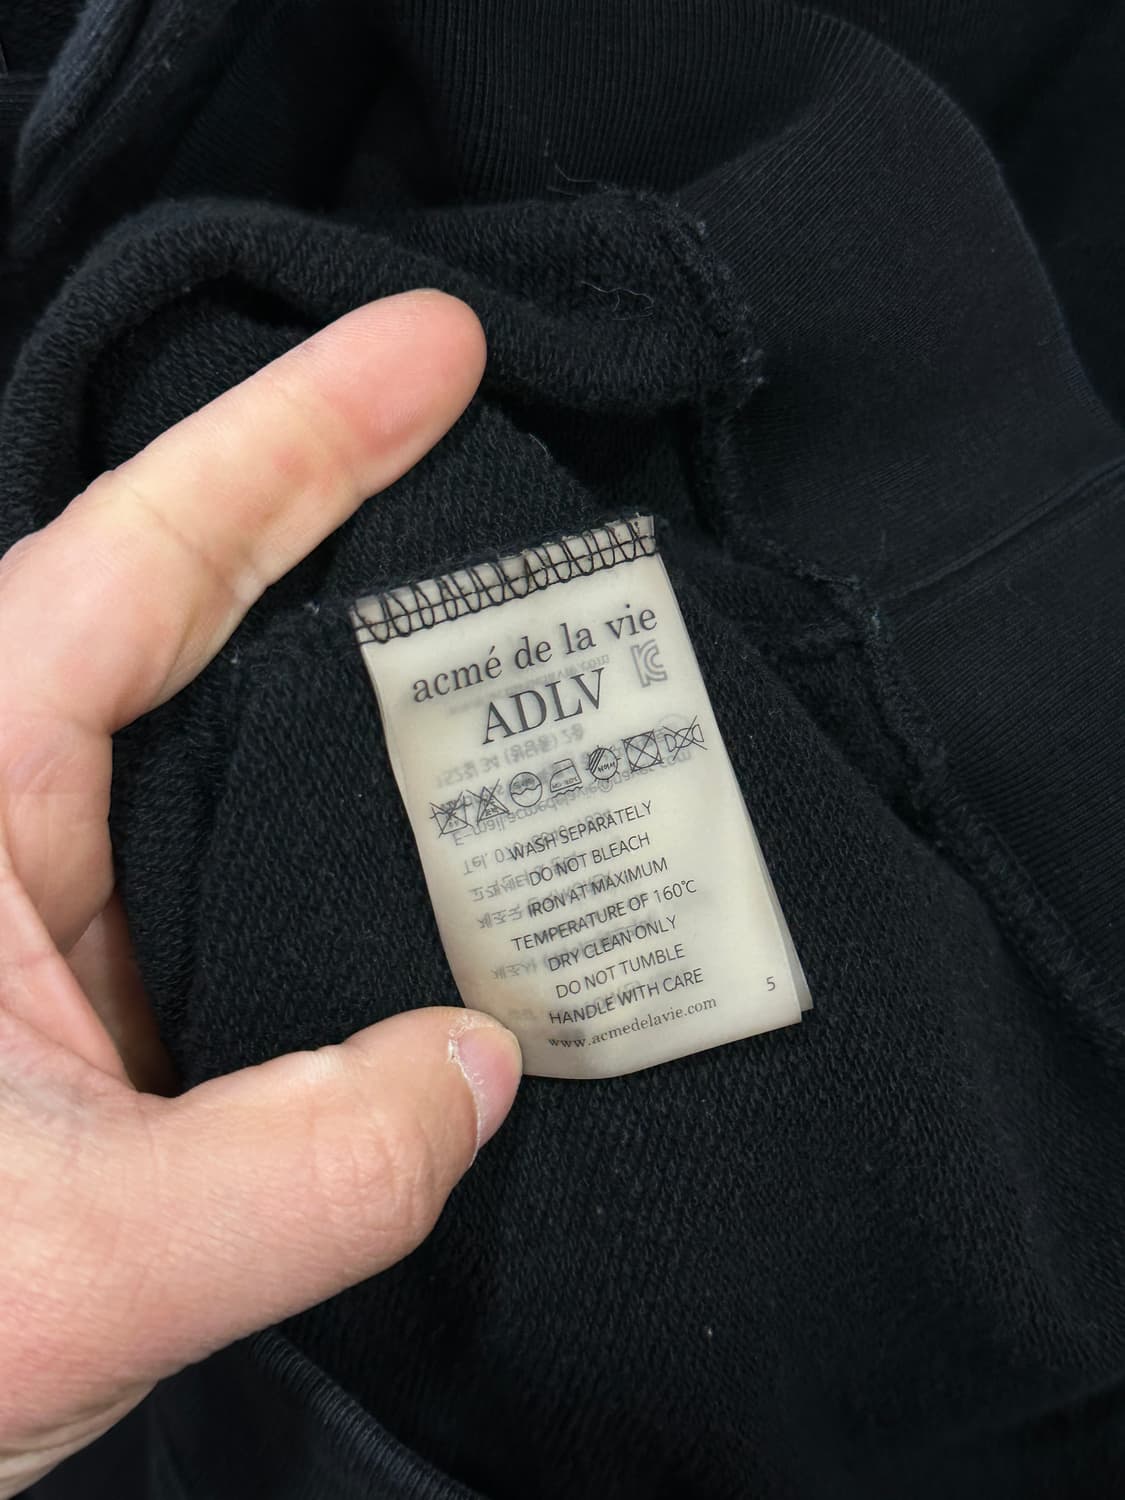 acmé de la vie
ADLV
WASH SEPARATELY
DO NOT BLEACH
IRON AT MAXIMUM
TEMPERATURE OF 160℃
DRY CLEAN ONLY
DO NOT TUMBLE
HANDLE WITH CARE
www.acmedelavie.com
5